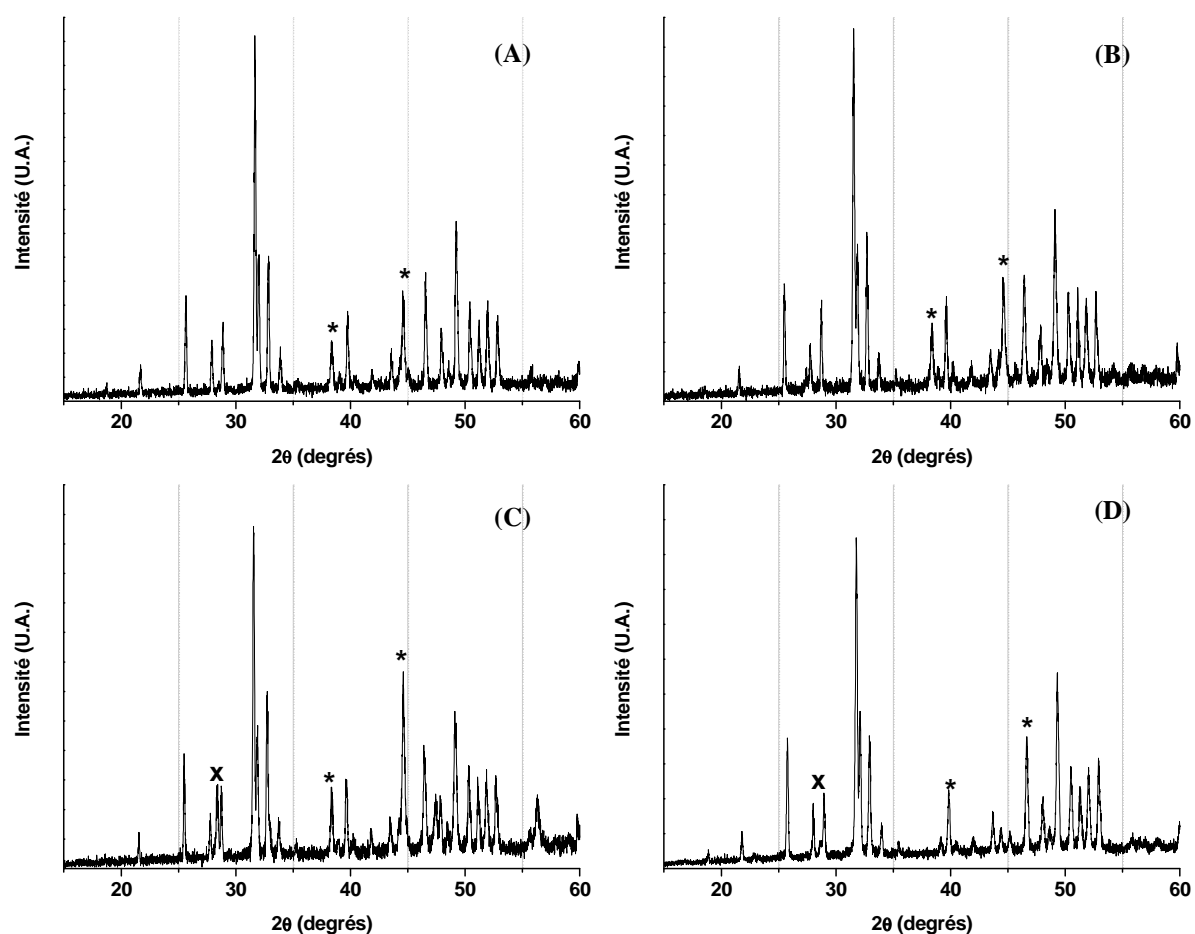 (A)
Intensité (U.A.)
*
*
20 30 40 50 60
2θ (degrés)
(B)
Intensité (U.A.)
*
*
20 30 40 50 60
2θ (degrés)
(C)
Intensité (U.A.)
*
x
*
20 30 40 50 60
2θ (degrés)
(D)
Intensité (U.A.)
*
x
*
20 30 40 50 60
2θ (degrés)